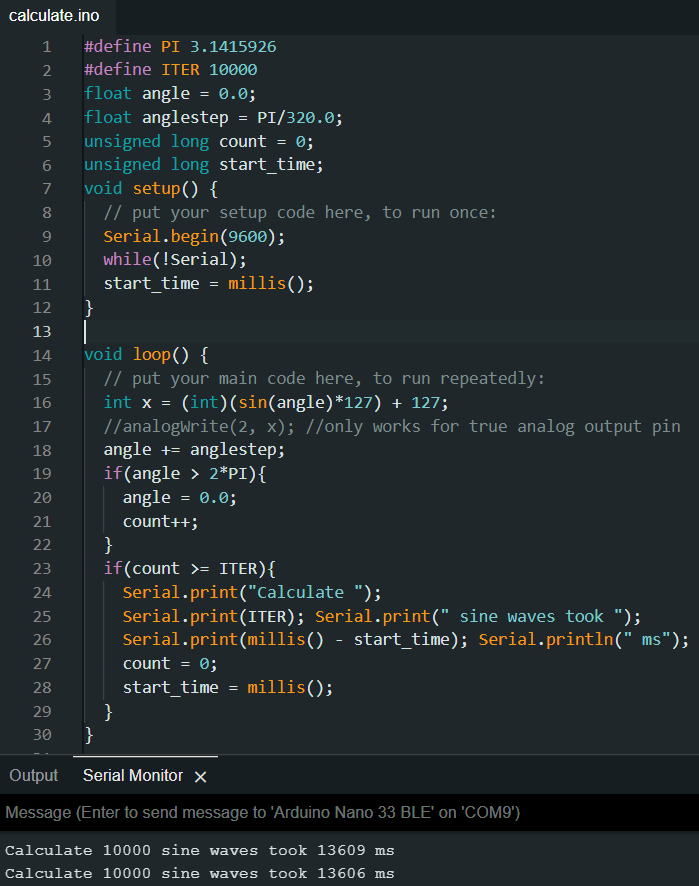 calculate.ino
1 #define PI 3.1415926
2 #define ITER 10000
3 float angle = 0.0;
4 float anglestep = PI/320.0;
5 unsigned long count = 0;
6 unsigned long start_time;
7 void setup() {
8   // put your setup code here, to run once:
9   Serial.begin(9600);
10   while(!Serial);
11   start_time = millis();
12 }
13
14 void loop() {
15   // put your main code here, to run repeatedly:
16   int x = (int)(sin(angle)*127) + 127;
17   //analogWrite(2, x); //only works for true analog output pin
18   angle += anglestep;
19   if(angle > 2*PI){
20     angle = 0.0;
21     count++;
22   }
23   if(count >= ITER){
24     Serial.print("Calculate ");
25     Serial.print(ITER); Serial.print(" sine waves took ");
26     Serial.print(millis() - start_time); Serial.println(" ms");
27     count = 0;
28     start_time = millis();
29   }
30 }
Output Serial Monitor ×
Message (Enter to send message to 'Arduino Nano 33 BLE' on 'COM9')
Calculate 10000 sine waves took 13609 ms
Calculate 10000 sine waves took 13606 ms